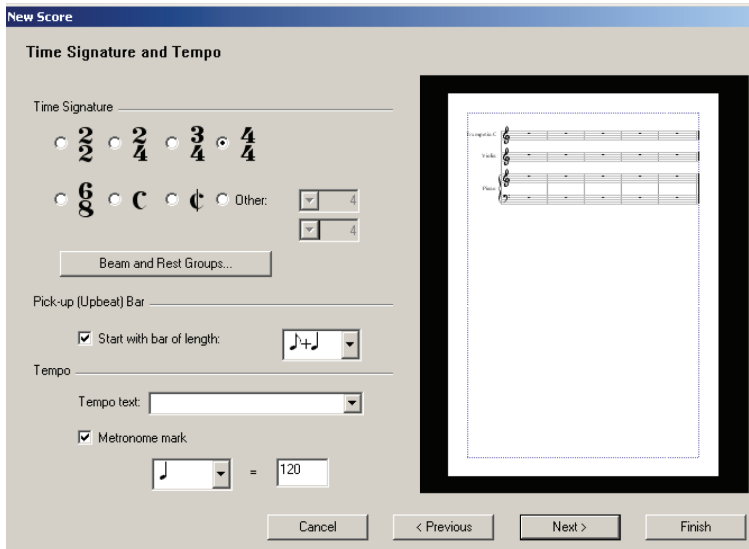 New Score
Time Signature and Tempo
Time Signature
2 2 3 4
2 4 4 4
6
8 C ¢ Other: 4
4
Beam and Rest Groups...
Pick-up (Upbeat) Bar
Start with bar of length:
Tempo
Tempo text:
Metronome mark
= 120
Cancel < Previous Next > Finish
Trumpet in C
Violin
Piano